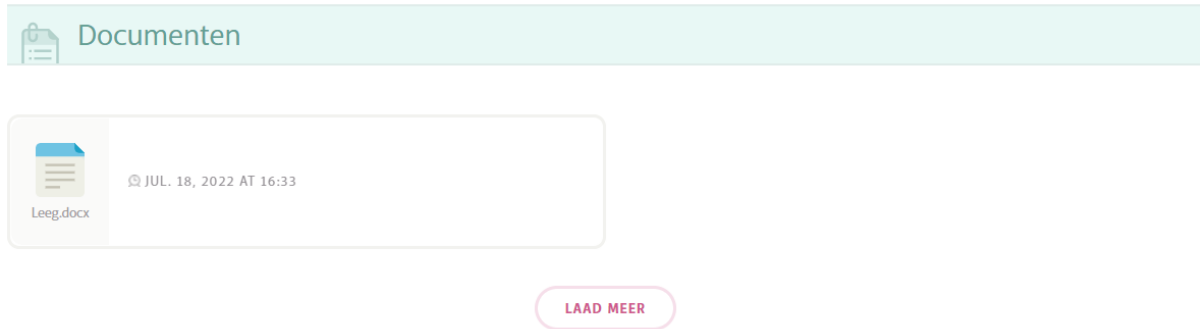 Documenten
JUL. 18, 2022 AT 16:33
Leeg.docx
LAAD MEER